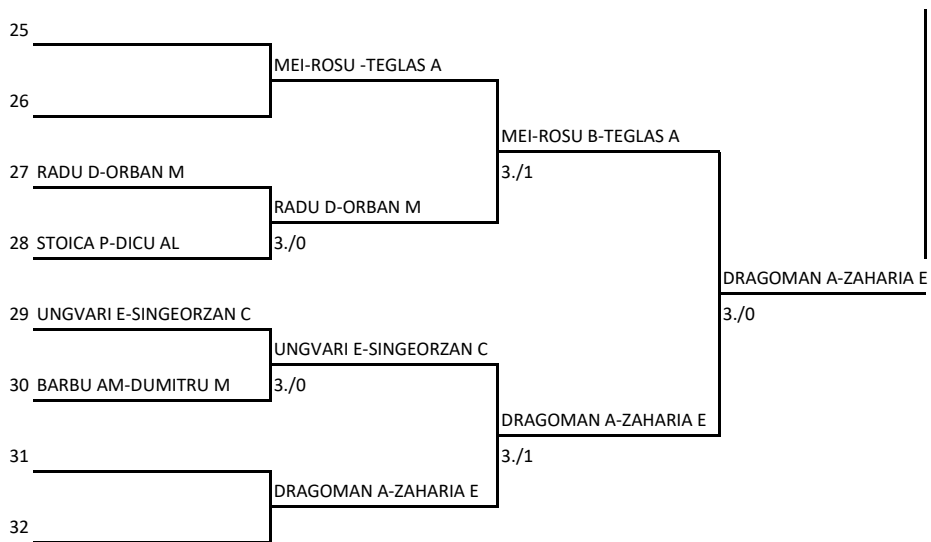 25
MEI-ROSU -TEGLAS A
26
MEI-ROSU B-TEGLAS A
27 RADU D-ORBAN M
3./1
RADU D-ORBAN M
28 STOICA P-DICU AL
3./0
DRAGOMAN A-ZAHARIA E
29 UNGVARI E-SINGEORZAN C
3./0
UNGVARI E-SINGEORZAN C
30 BARBU AM-DUMITRU M
3./0
DRAGOMAN A-ZAHARIA E
31
3./1
DRAGOMAN A-ZAHARIA E
32